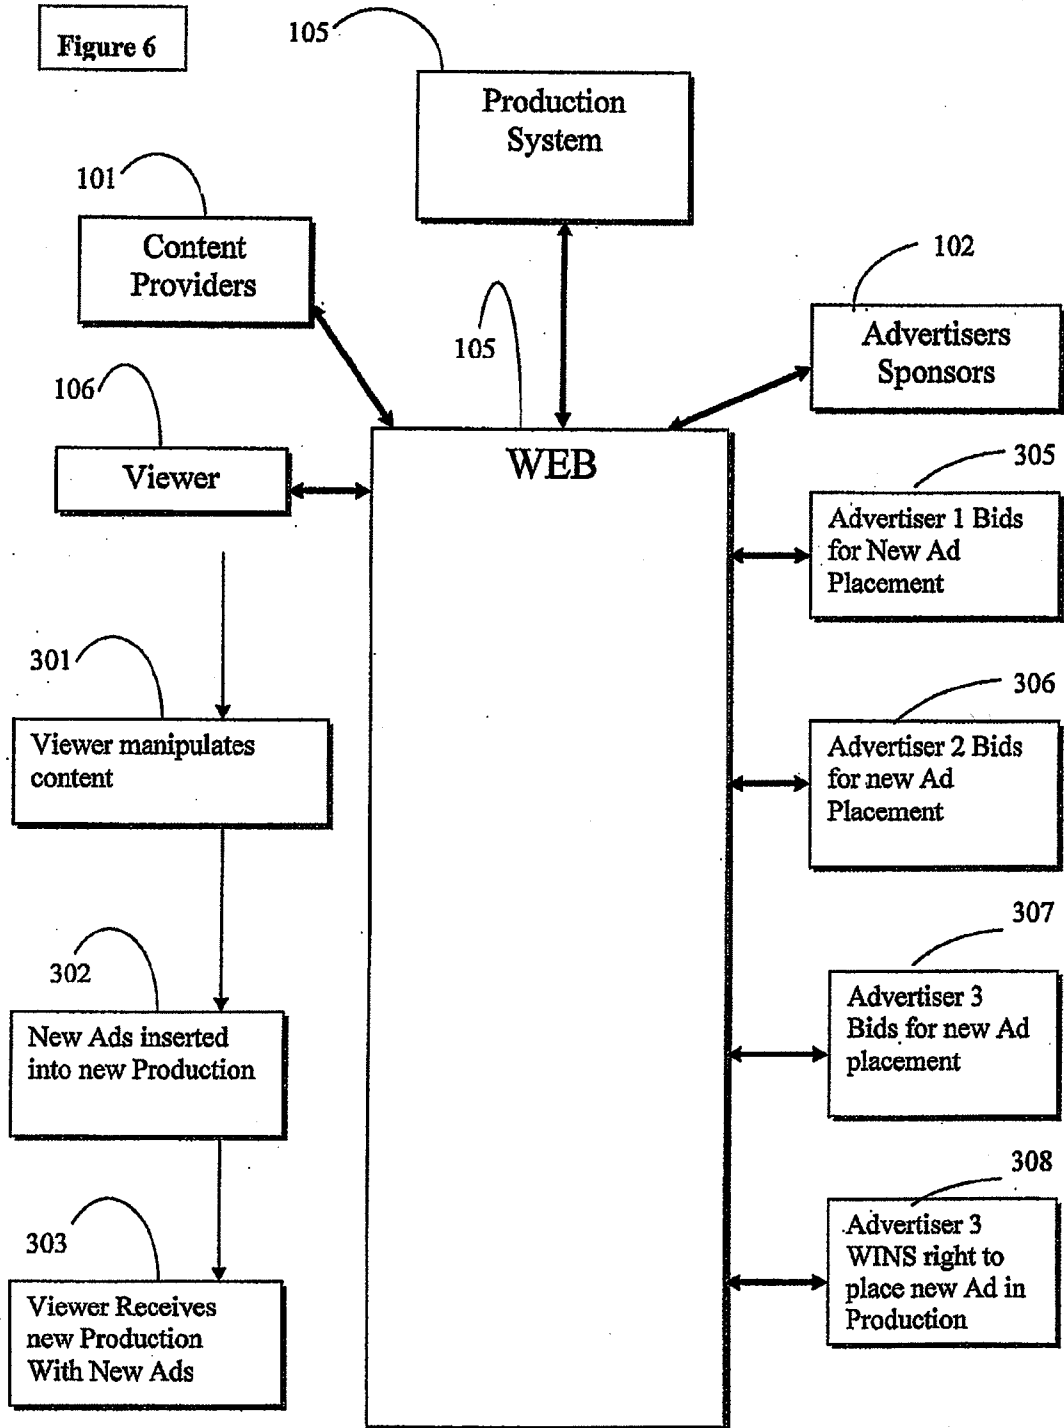 Figure 6
105
Production
System
101
Content
Providers
102
Advertisers
Sponsors
105
WEB
106
Viewer
305
Advertiser 1 Bids
for New Ad
Placement
301
Viewer manipulates
content
306
Advertiser 2 Bids
for new Ad
Placement
302
New Ads inserted
into new Production
307
Advertiser 3
Bids for new Ad
placement
303
Viewer Receives
new Production
With New Ads
308
Advertiser 3
WINS right to
place new Ad in
Production